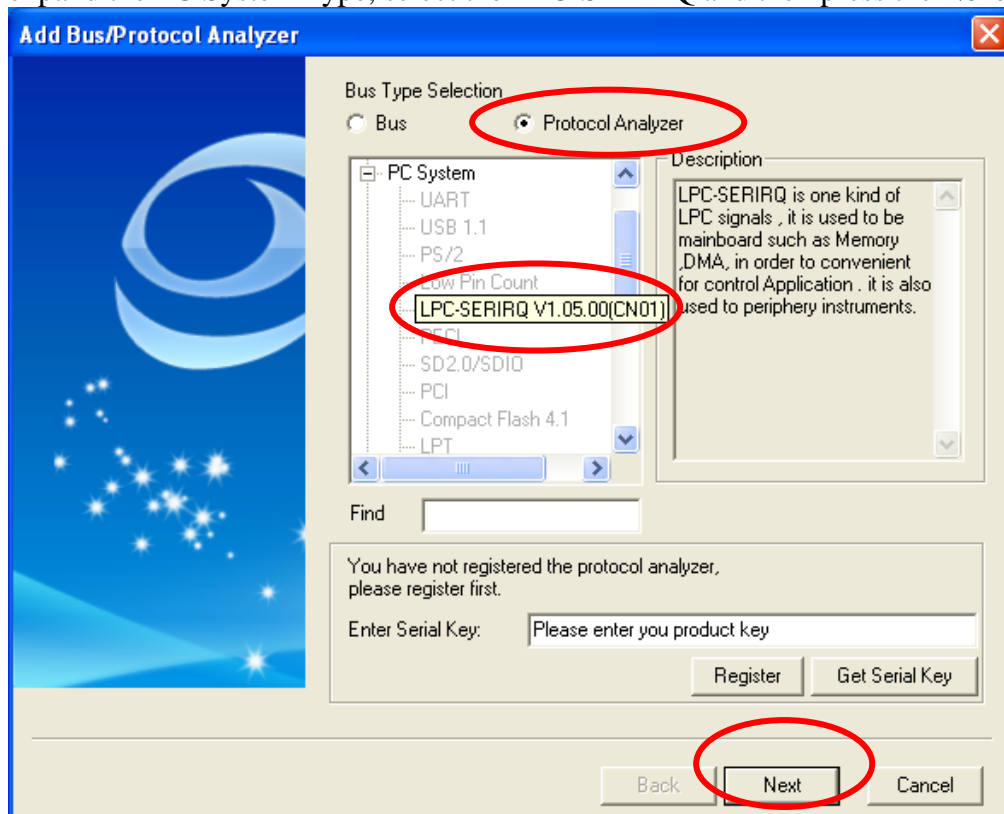 Add Bus/Protocol Analyzer
Bus Type Selection
Bus
Protocol Analyzer
PC System
UART
USB 1.1
PS/2
Low Pin Count
LPC-SERIRQ V1.05.00(CN01)
PECI
SD2.0/SDIO
PCI
Compact Flash 4.1
LPT
Description
LPC-SERIRQ is one kind of
LPC signals , it is used to be
mainboard such as Memory
,DMA, in order to convenient
for control Application . it is also
used to periphery instruments.
Find
You have not registered the protocol analyzer,
please register first.
Enter Serial Key:
Please enter you product key
Register
Get Serial Key
Back
Next
Cancel